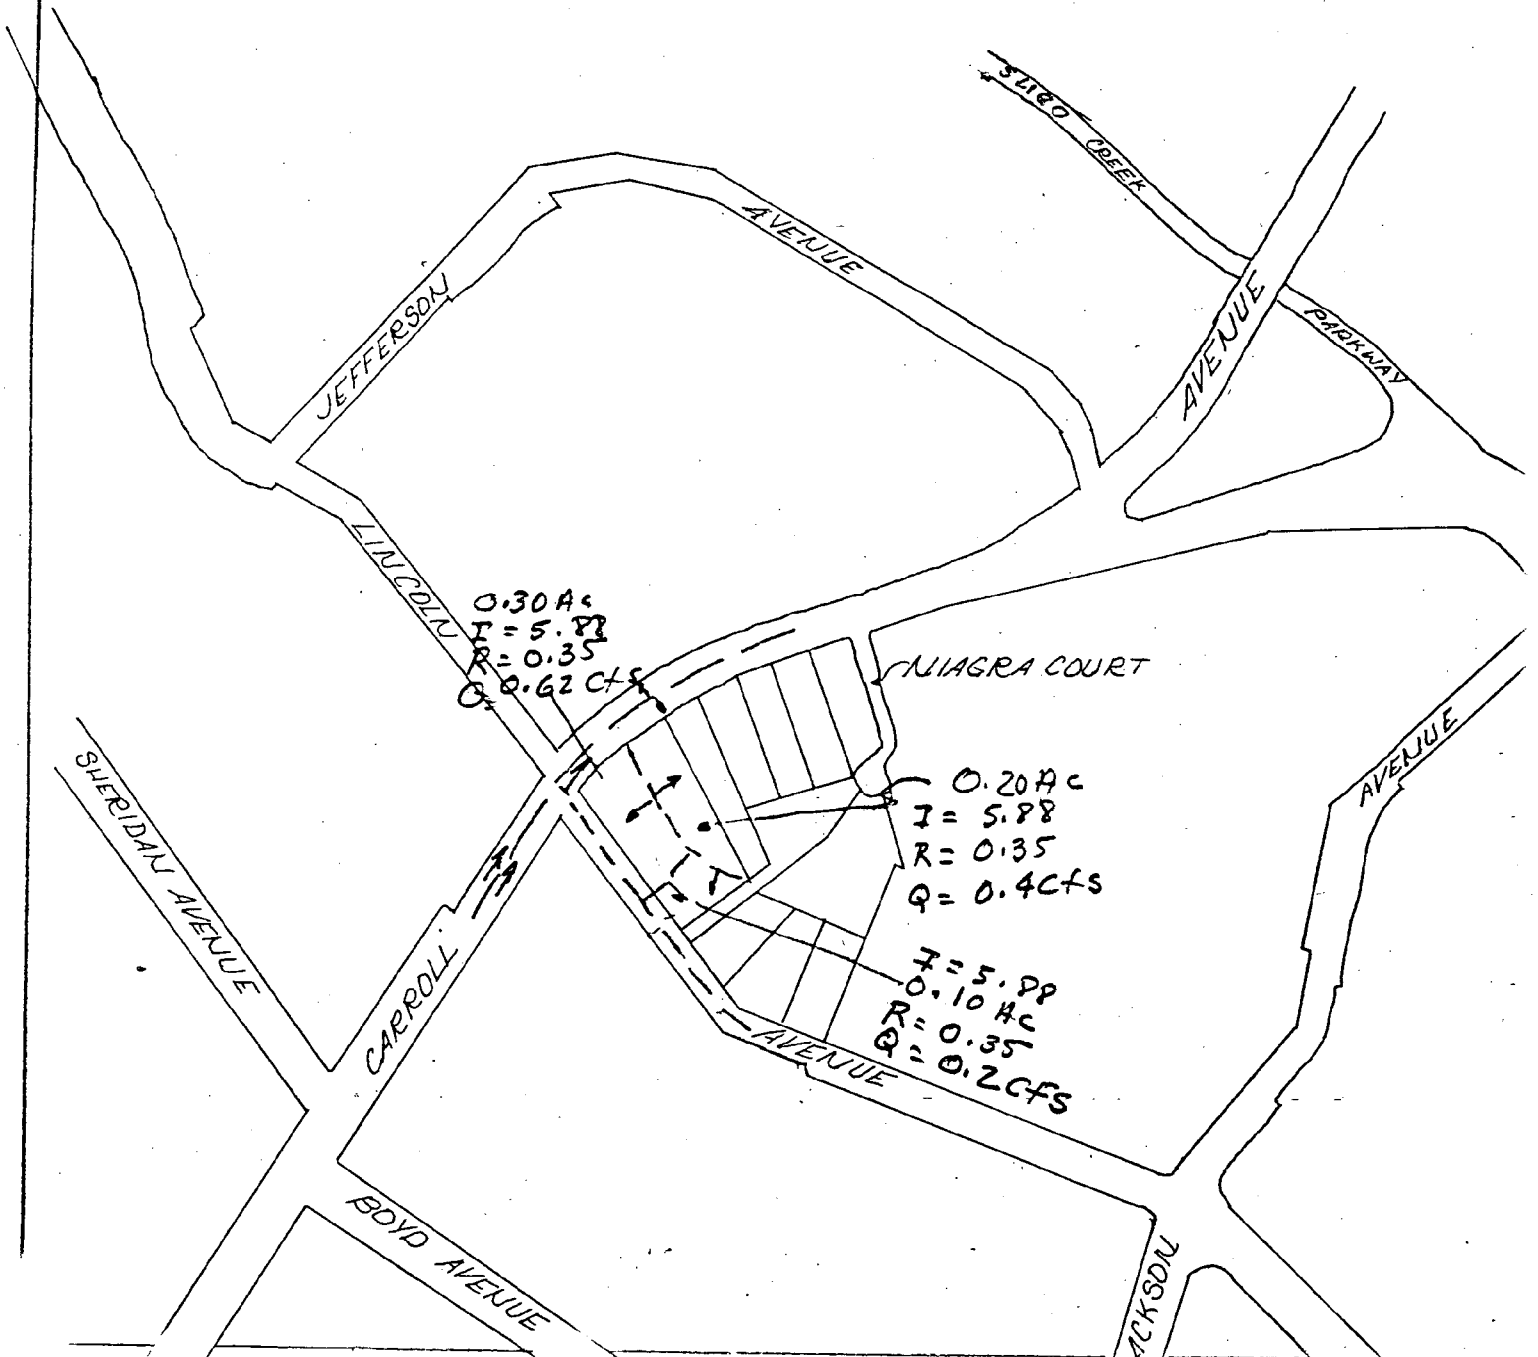 SLIGO CREEK
PARKWAY
AVENUE
AVENUE
JEFFERSON
LINCOLN
0.30 Ac
I = 5.88
R = 0.35
Q = 0.62 Cfs
NIAGRA COURT
AVENUE
0.20 Ac
I = 5.88
R = 0.35
Q = 0.4 Cfs
SHERIDAN AVENUE
CARROLL
I = 5.88
0.10 Ac
R = 0.35
Q = 0.2 Cfs
AVENUE
BOYD AVENUE
ACKSON